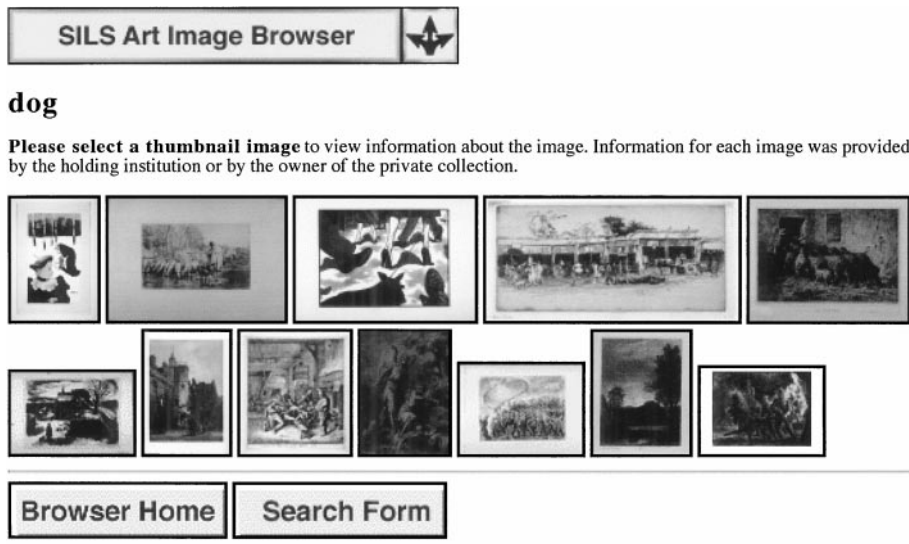 SILS Art Image Browser
dog
Please select a thumbnail image to view information about the image. Information for each image was provided
by the holding institution or by the owner of the private collection.
Browser Home
Search Form